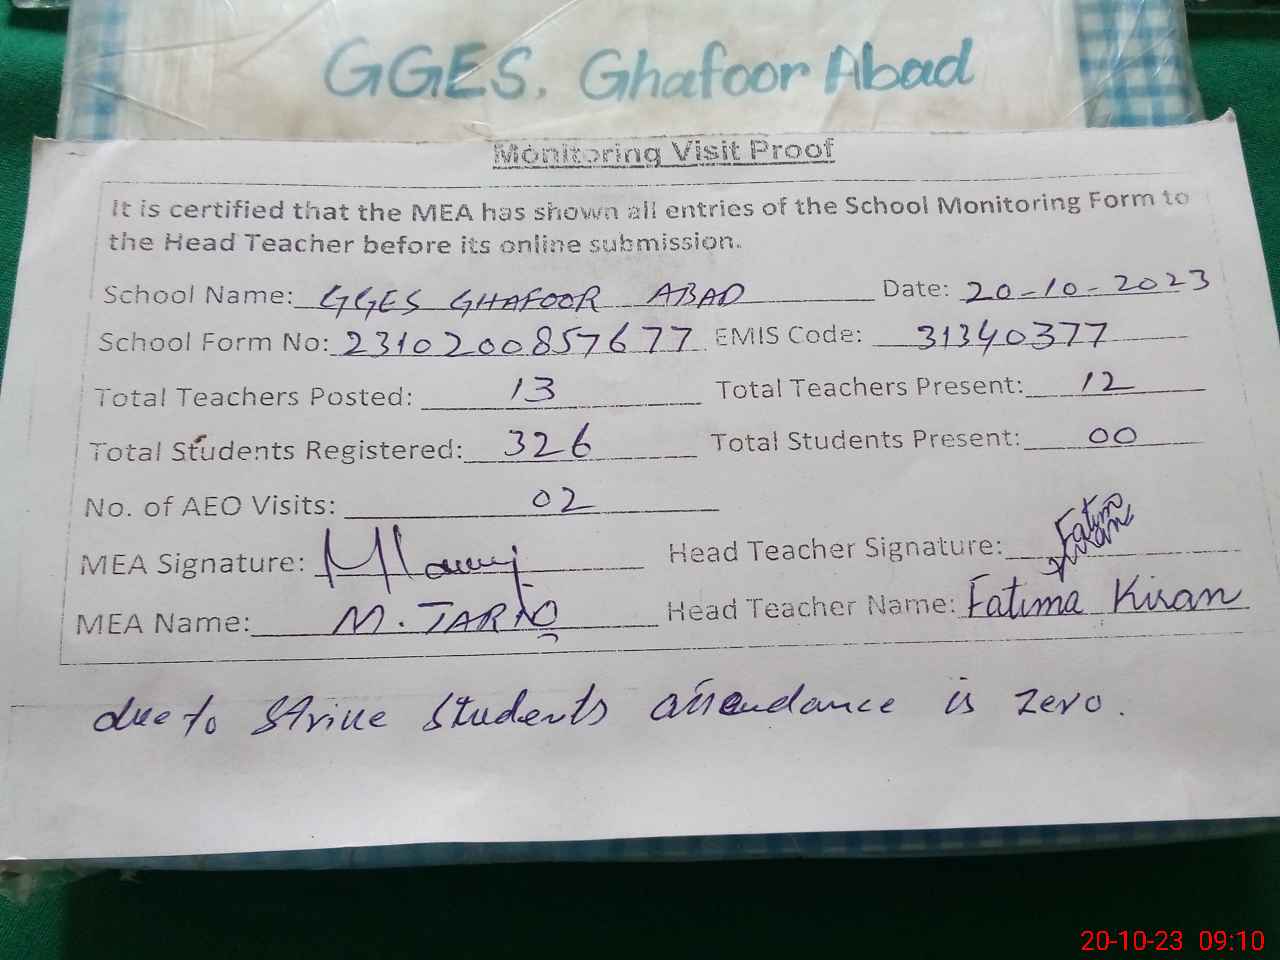 GGES, Ghafoor Abad
Monitoring Visit Proof
It is certified that the MEA has shown all entries of the School Monitoring Form to
the Head Teacher before its online submission.
School Name: GGES GHAFOOR ABAD Date: 20-10-2023
School Form No: 2310200857677 EMIS Code: 31340377
Total Teachers Posted: 13 Total Teachers Present: 12
Total Students Registered: 326 Total Students Present: 00
No. of AEO Visits: 02
MEA Signature: Head Teacher Signature: Fatima Kiran
MEA Name: M. TARIQ Head Teacher Name: Fatima Kiran
due to strike students attendance is zero.
20-10-23 09:10